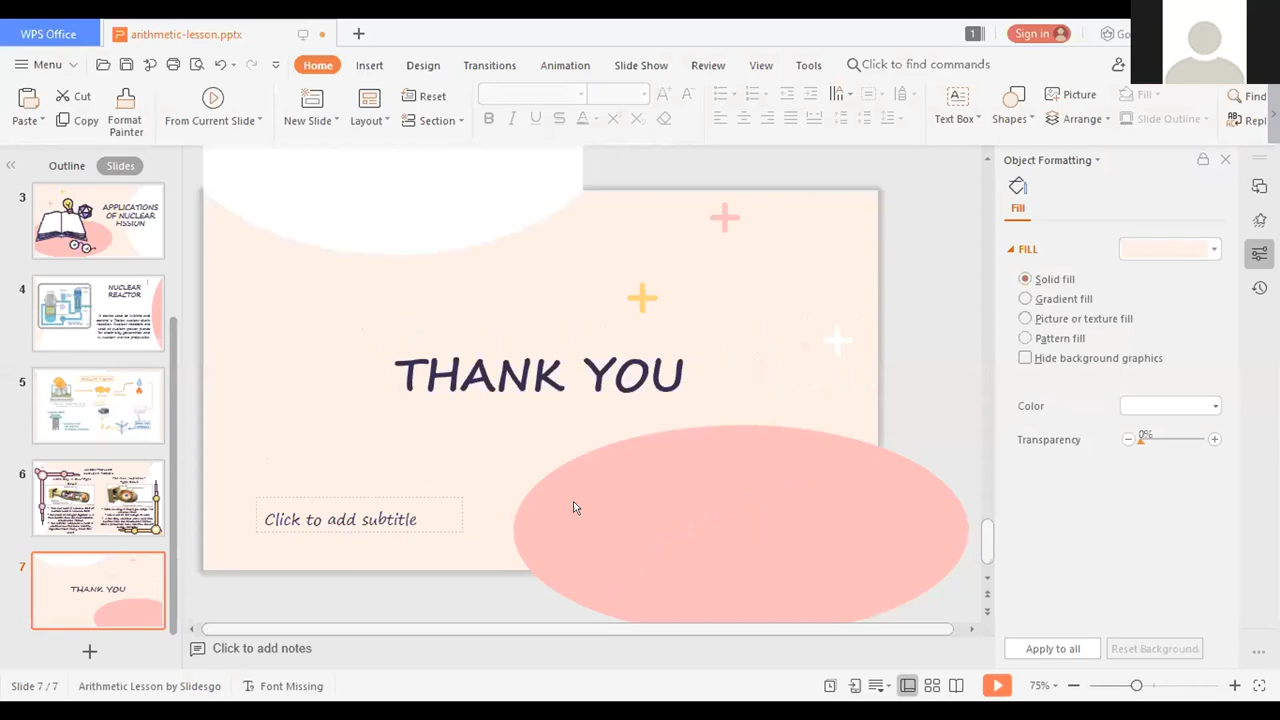 WPS Office
arithmetic-lesson.pptx
1
Sign in
Go
Menu
Home
Insert
Design
Transitions
Animation
Slide Show
Review
View
Tools
Click to find commands
Paste
Cut
Format
Painter
From Current Slide
New Slide
Layout
Reset
Section
B I U S A X X
Text Box
Shapes
Picture
Arrange
Fill
Slide Outline
Find
Repl
Outline
Slides
3
APPLICATIONS
OF NUCLEAR
FISSION
4
NUCLEAR
REACTOR
5
6
7
THANK YOU
THANK YOU
Click to add subtitle
Click to add notes
Object Formatting
Fill
FILL
Solid fill
Gradient fill
Picture or texture fill
Pattern fill
Hide background graphics
Color
Transparency
0%
Apply to all
Reset Background
Slide 7 / 7
Arithmetic Lesson by Slidesgo
Font Missing
75%